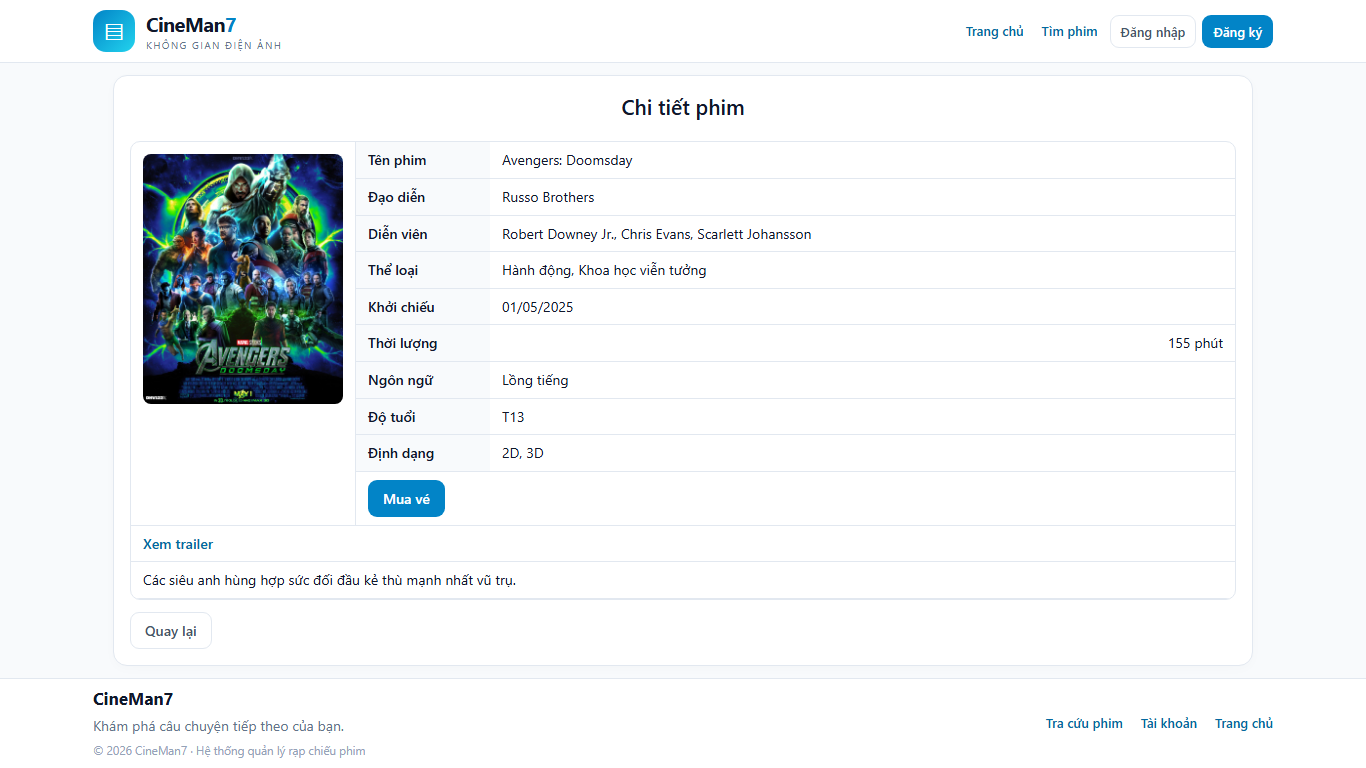 CineMan7
KHÔNG GIAN ĐIỆN ẢNH
Trang chủ
Tìm phim
Đăng nhập
Đăng ký
Chi tiết phim
AVENGERS
DOOMSDAY
Tên phim Avengers: Doomsday
Đạo diễn Russo Brothers
Diễn viên Robert Downey Jr., Chris Evans, Scarlett Johansson
Thể loại Hành động, Khoa học viễn tưởng
Khởi chiếu 01/05/2025
Thời lượng 155 phút
Ngôn ngữ Lồng tiếng
Độ tuổi T13
Định dạng 2D, 3D
Mua vé
Xem trailer
Các siêu anh hùng hợp sức đối đầu kẻ thù mạnh nhất vũ trụ.
Quay lại
CineMan7
Khám phá câu chuyện tiếp theo của bạn.
© 2026 CineMan7 · Hệ thống quản lý rạp chiếu phim
Tra cứu phim
Tài khoản
Trang chủ